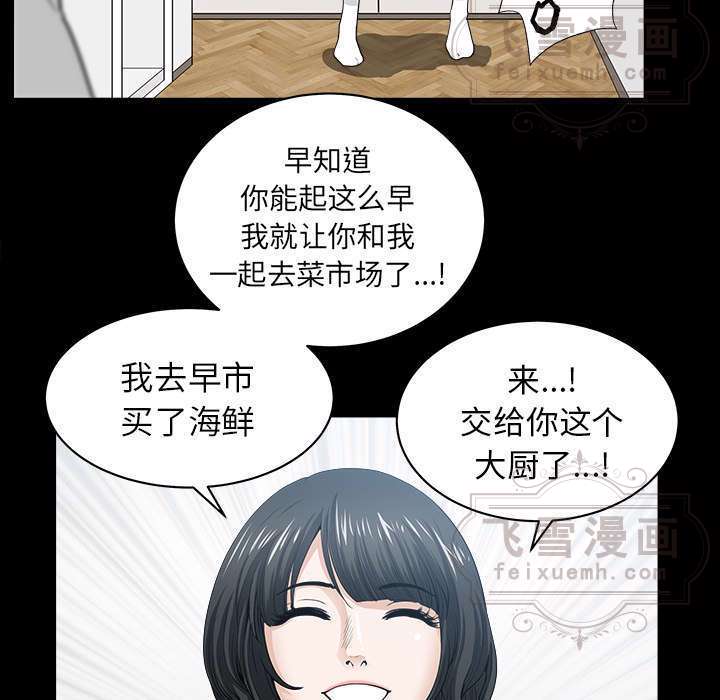 飞雪漫画
feixuemh.com
早知道
你能起这么早
我就让你和我
一起去菜市场了...!
我去早市
买了海鲜
来...!
交给你这个
大厨了...!
飞雪漫画
feixuemh.com